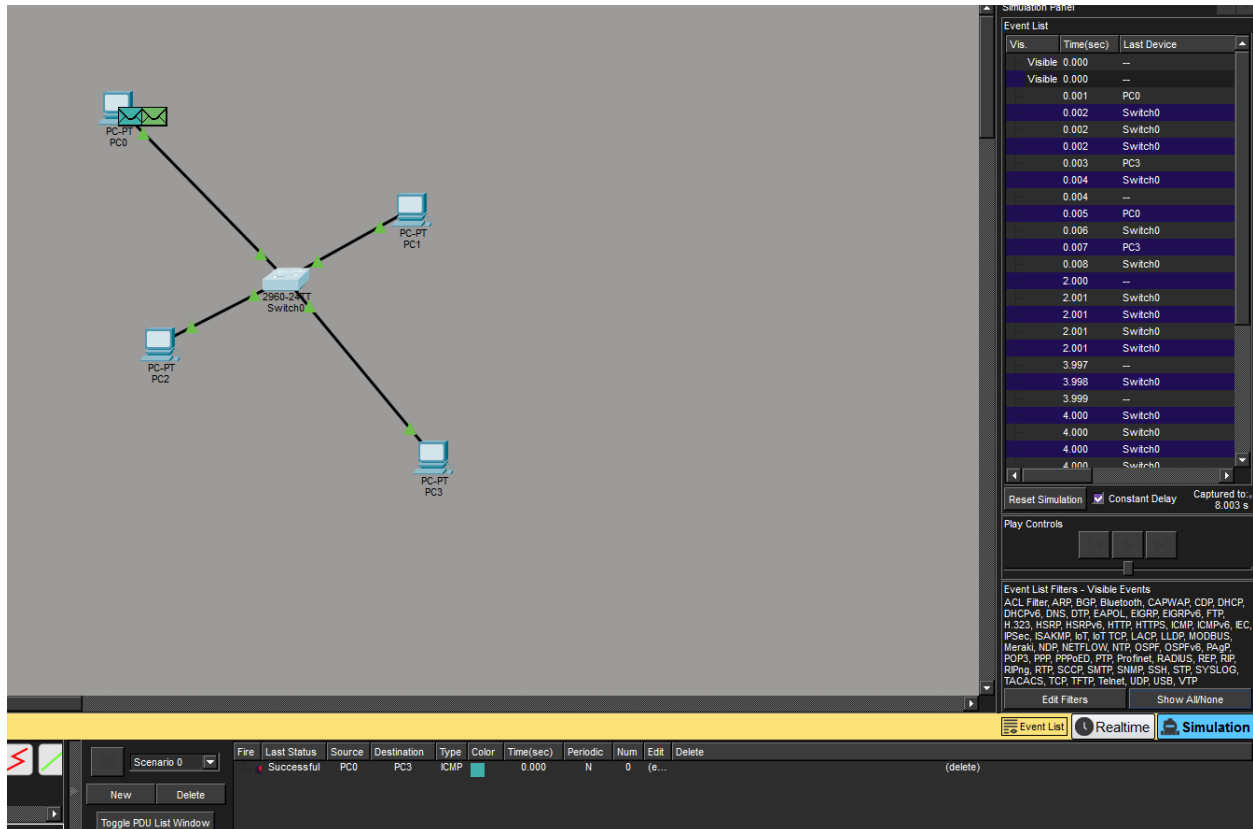 Simulation Panel
Event List
Vis. Time(sec) Last Device
Visible 0.000 --
Visible 0.000 --
0.001 PC0
0.002 Switch0
0.002 Switch0
0.002 Switch0
0.003 PC3
0.004 Switch0
0.004 --
0.005 PC0
0.006 Switch0
0.007 PC3
0.008 Switch0
2.000 --
2.001 Switch0
2.001 Switch0
2.001 Switch0
2.001 Switch0
3.997 --
3.998 Switch0
3.999 --
4.000 Switch0
4.000 Switch0
4.000 Switch0
4.000 Switch0
Reset Simulation Constant Delay Captured to:
8.003 s
Play Controls
Event List Filters - Visible Events
ACL Filter, ARP, BGP, Bluetooth, CAPWAP, CDP, DHCP,
DHCPv6, DNS, DTP, EAPOL, EIGRP, EIGRPv6, FTP,
H.323, HSRP, HSRPv6, HTTP, HTTPS, ICMP, ICMPv6, IEC,
IPSec, ISAKMP, IoT, IoT TCP, LACP, LLDP, MODBUS,
Meraki, NDP, NETFLOW, NTP, OSPF, OSPFv6, PAgP,
POP3, PPP, PPPoED, PTP, Profinet, RADIUS, REP, RIP,
RIPng, RTP, SCCP, SMTP, SNMP, SSH, STP, SYSLOG,
TACACS, TCP, TFTP, Telnet, UDP, USB, VTP
Edit Filters Show All/None
Event List Realtime Simulation
PC-PT
PC0
PC-PT
PC1
2960-24TT
Switch0
PC-PT
PC2
PC-PT
PC3
Scenario 0
New Delete
Toggle PDU List Window
Fire Last Status Source Destination Type Color Time(sec) Periodic Num Edit Delete
Successful PC0 PC3 ICMP 0.000 N 0 (e... (delete)